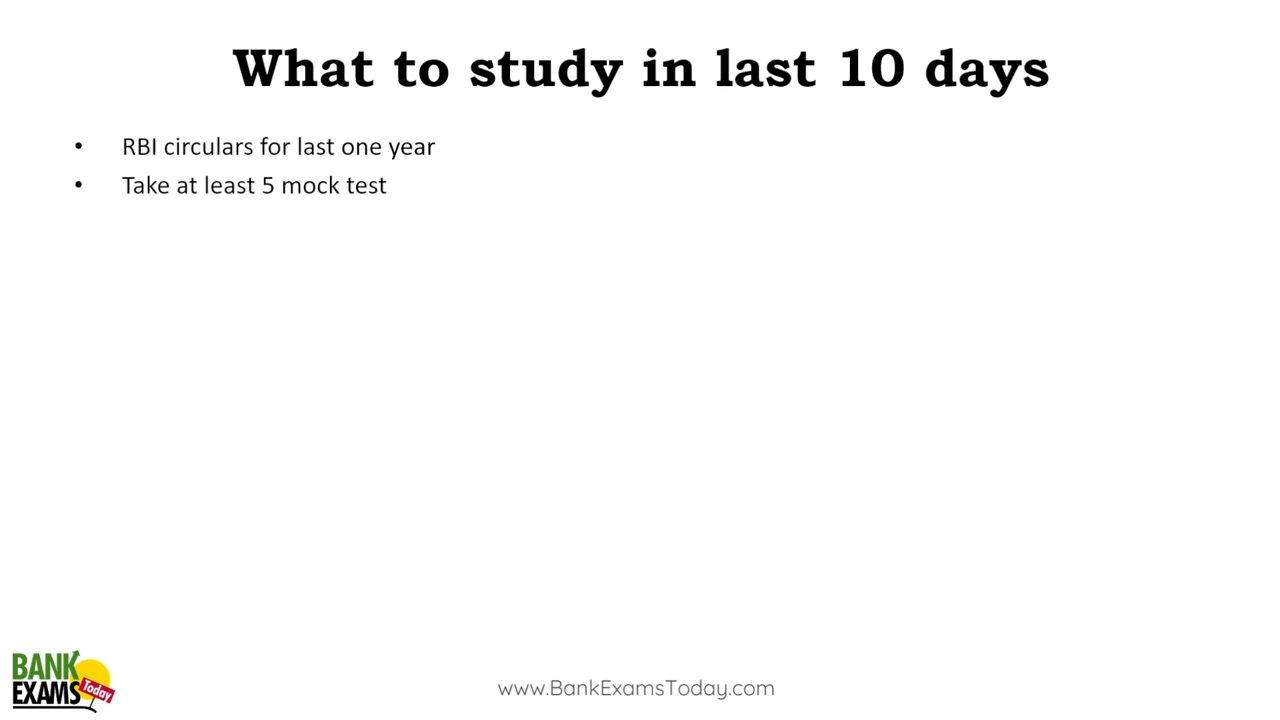 What to study in last 10 days
• RBI circulars for last one year
• Take at least 5 mock test
BANK
EXAMS Today
www.BankExamsToday.com